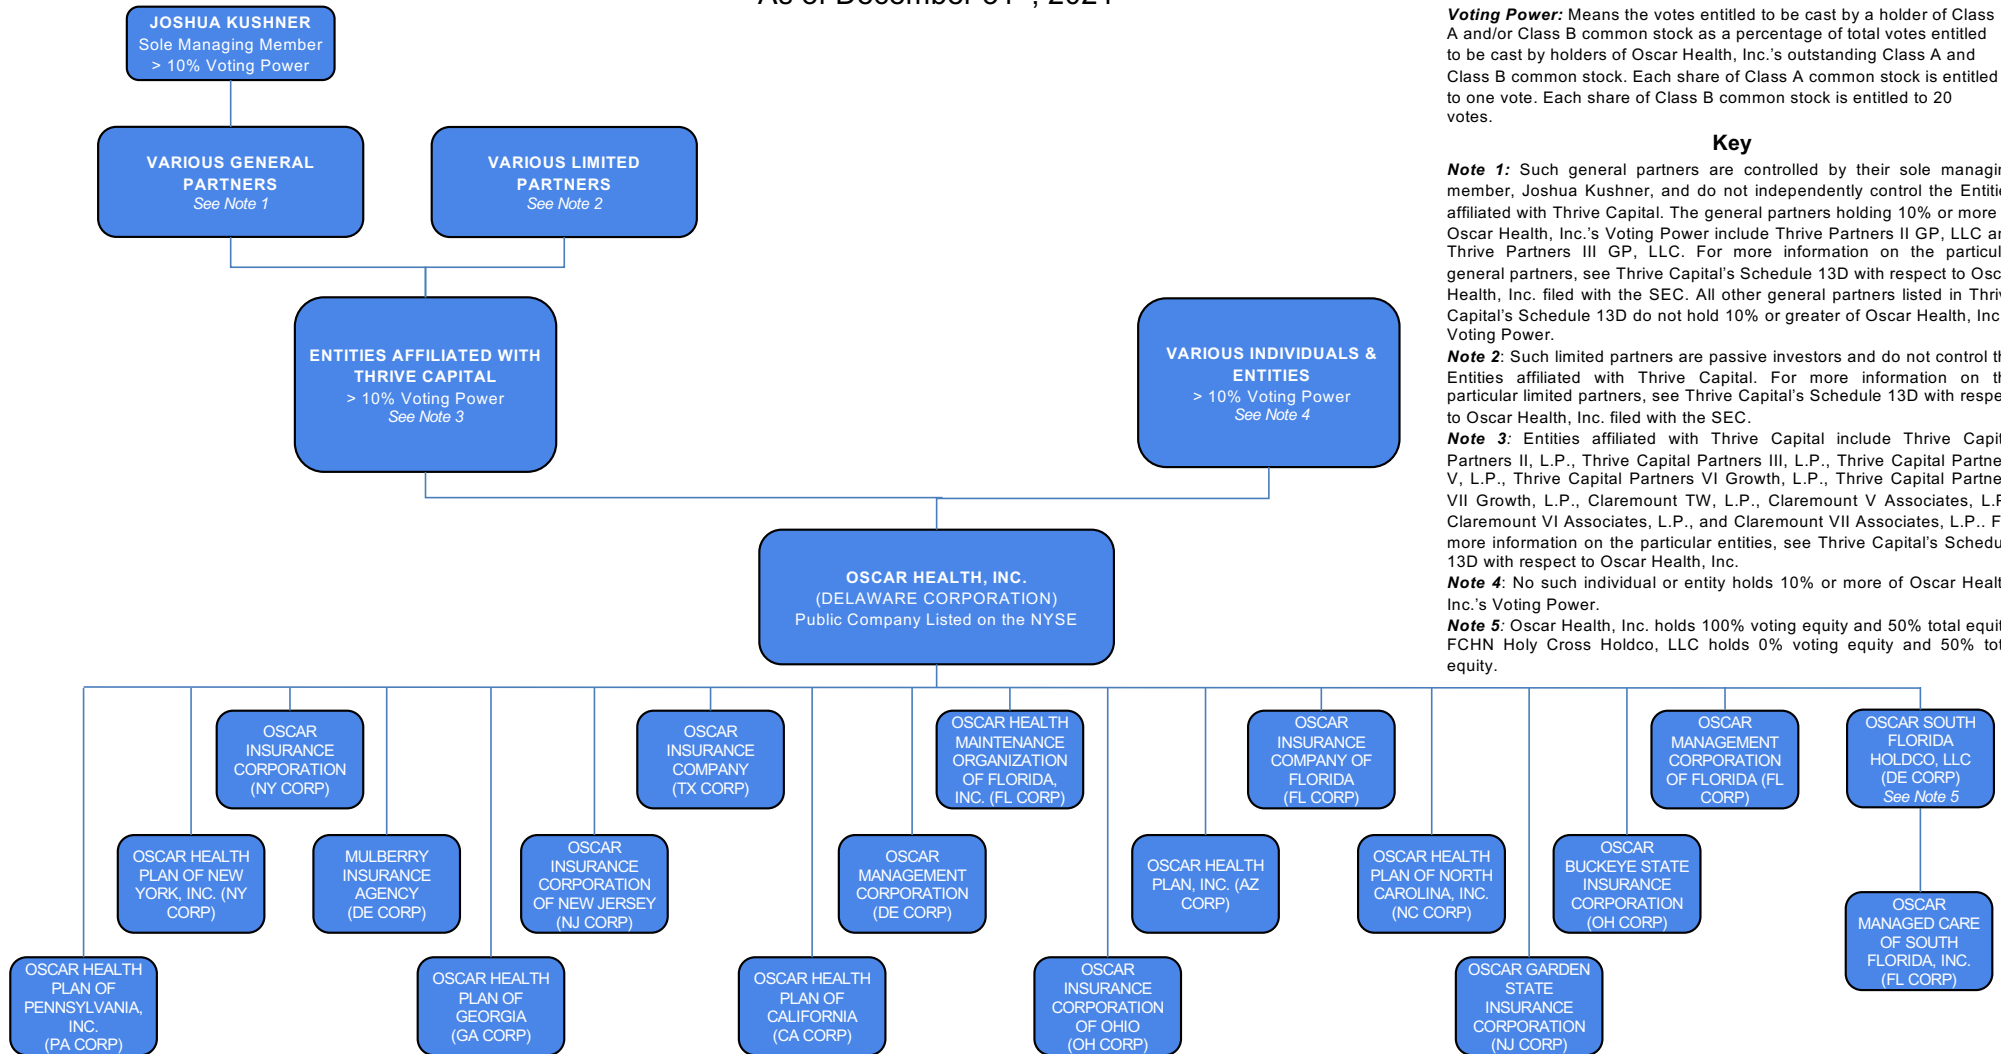 As of December 31, 2021
JOSHUA KUSHNER
Sole Managing Member
> 10% Voting Power
VARIOUS GENERAL
PARTNERS
See Note 1
VARIOUS LIMITED
PARTNERS
See Note 2
ENTITIES AFFILIATED WITH
THRIVE CAPITAL
> 10% Voting Power
See Note 3
VARIOUS INDIVIDUALS &
ENTITIES
> 10% Voting Power
See Note 4
OSCAR HEALTH, INC.
(DELAWARE CORPORATION)
Public Company Listed on the NYSE
Voting Power: Means the votes entitled to be cast by a holder of Class
A and/or Class B common stock as a percentage of total votes entitled
to be cast by holders of Oscar Health, Inc.'s outstanding Class A and
Class B common stock. Each share of Class A common stock is entitled
to one vote. Each share of Class B common stock is entitled to 20
votes.
Key
Note 1: Such general partners are controlled by their sole
member, Joshua Kushner, and do not independently control the
affiliated with Thrive Capital. The general partners holding 10% or more
Oscar Health, Inc.'s Voting Power include Thrive Partners II GP, LLC
Thrive Partners III GP, LLC. For more information on the
general partners, see Thrive Capital's Schedule 13D with respect to
Health, Inc. filed with the SEC. All other general partners listed in
Capital's Schedule 13D do not hold 10% or greater of Oscar Health, Inc.
Voting Power.
Note 2: Such limited partners are passive investors and do not control
Entities affiliated with Thrive Capital. For more information on
particular limited partners, see Thrive Capital's Schedule 13D with
to Oscar Health, Inc. filed with the SEC.
Note 3: Entities affiliated with Thrive Capital include Thrive
Partners II, L.P., Thrive Capital Partners III, L.P., Thrive Capital
V, L.P., Thrive Capital Partners VI Growth, L.P., Thrive Capital
VII Growth, L.P., Claremount TW, L.P., Claremount V Associates,
Claremount VI Associates, L.P., and Claremount VII Associates, L.P..
more information on the particular entities, see Thrive Capital's
13D with respect to Oscar Health, Inc.
Note 4: No such individual or entity holds 10% or more of Oscar
Inc.'s Voting Power.
Note 5: Oscar Health, Inc. holds 100% voting equity and 50% total
FCHN Holy Cross Holdco, LLC holds 0% voting equity and 50%
equity.
OSCAR
INSURANCE
CORPORATION
(NY CORP)
OSCAR
INSURANCE
COMPANY
(TX CORP)
OSCAR HEALTH
MAINTENANCE
ORGANIZATION
OF FLORIDA,
INC. (FL CORP)
OSCAR
INSURANCE
COMPANY OF
FLORIDA
(FL CORP)
OSCAR
MANAGEMENT
CORPORATION
OF FLORIDA (FL
CORP)
OSCAR SOUTH
FLORIDA
HOLDCO, LLC
(DE CORP)
See Note 5
OSCAR HEALTH
PLAN OF NEW
YORK, INC. (NY
CORP)
MULBERRY
INSURANCE
AGENCY
(DE CORP)
OSCAR
INSURANCE
CORPORATION
OF NEW JERSEY
(NJ CORP)
OSCAR
MANAGEMENT
CORPORATION
(DE CORP)
OSCAR HEALTH
PLAN, INC. (AZ
CORP)
OSCAR HEALTH
PLAN OF NORTH
CAROLINA, INC.
(NC CORP)
OSCAR
BUCKEYE STATE
INSURANCE
CORPORATION
(OH CORP)
OSCAR
MANAGED CARE
OF SOUTH
FLORIDA, INC.
(FL CORP)
OSCAR HEALTH
PLAN OF
PENNSYLVANIA,
INC.
(PA CORP)
OSCAR HEALTH
PLAN OF
GEORGIA
(GA CORP)
OSCAR HEALTH
PLAN OF
CALIFORNIA
(CA CORP)
OSCAR
INSURANCE
CORPORATION
OF OHIO
(OH CORP)
OSCAR GARDEN
STATE
INSURANCE
CORPORATION
(NJ CORP)